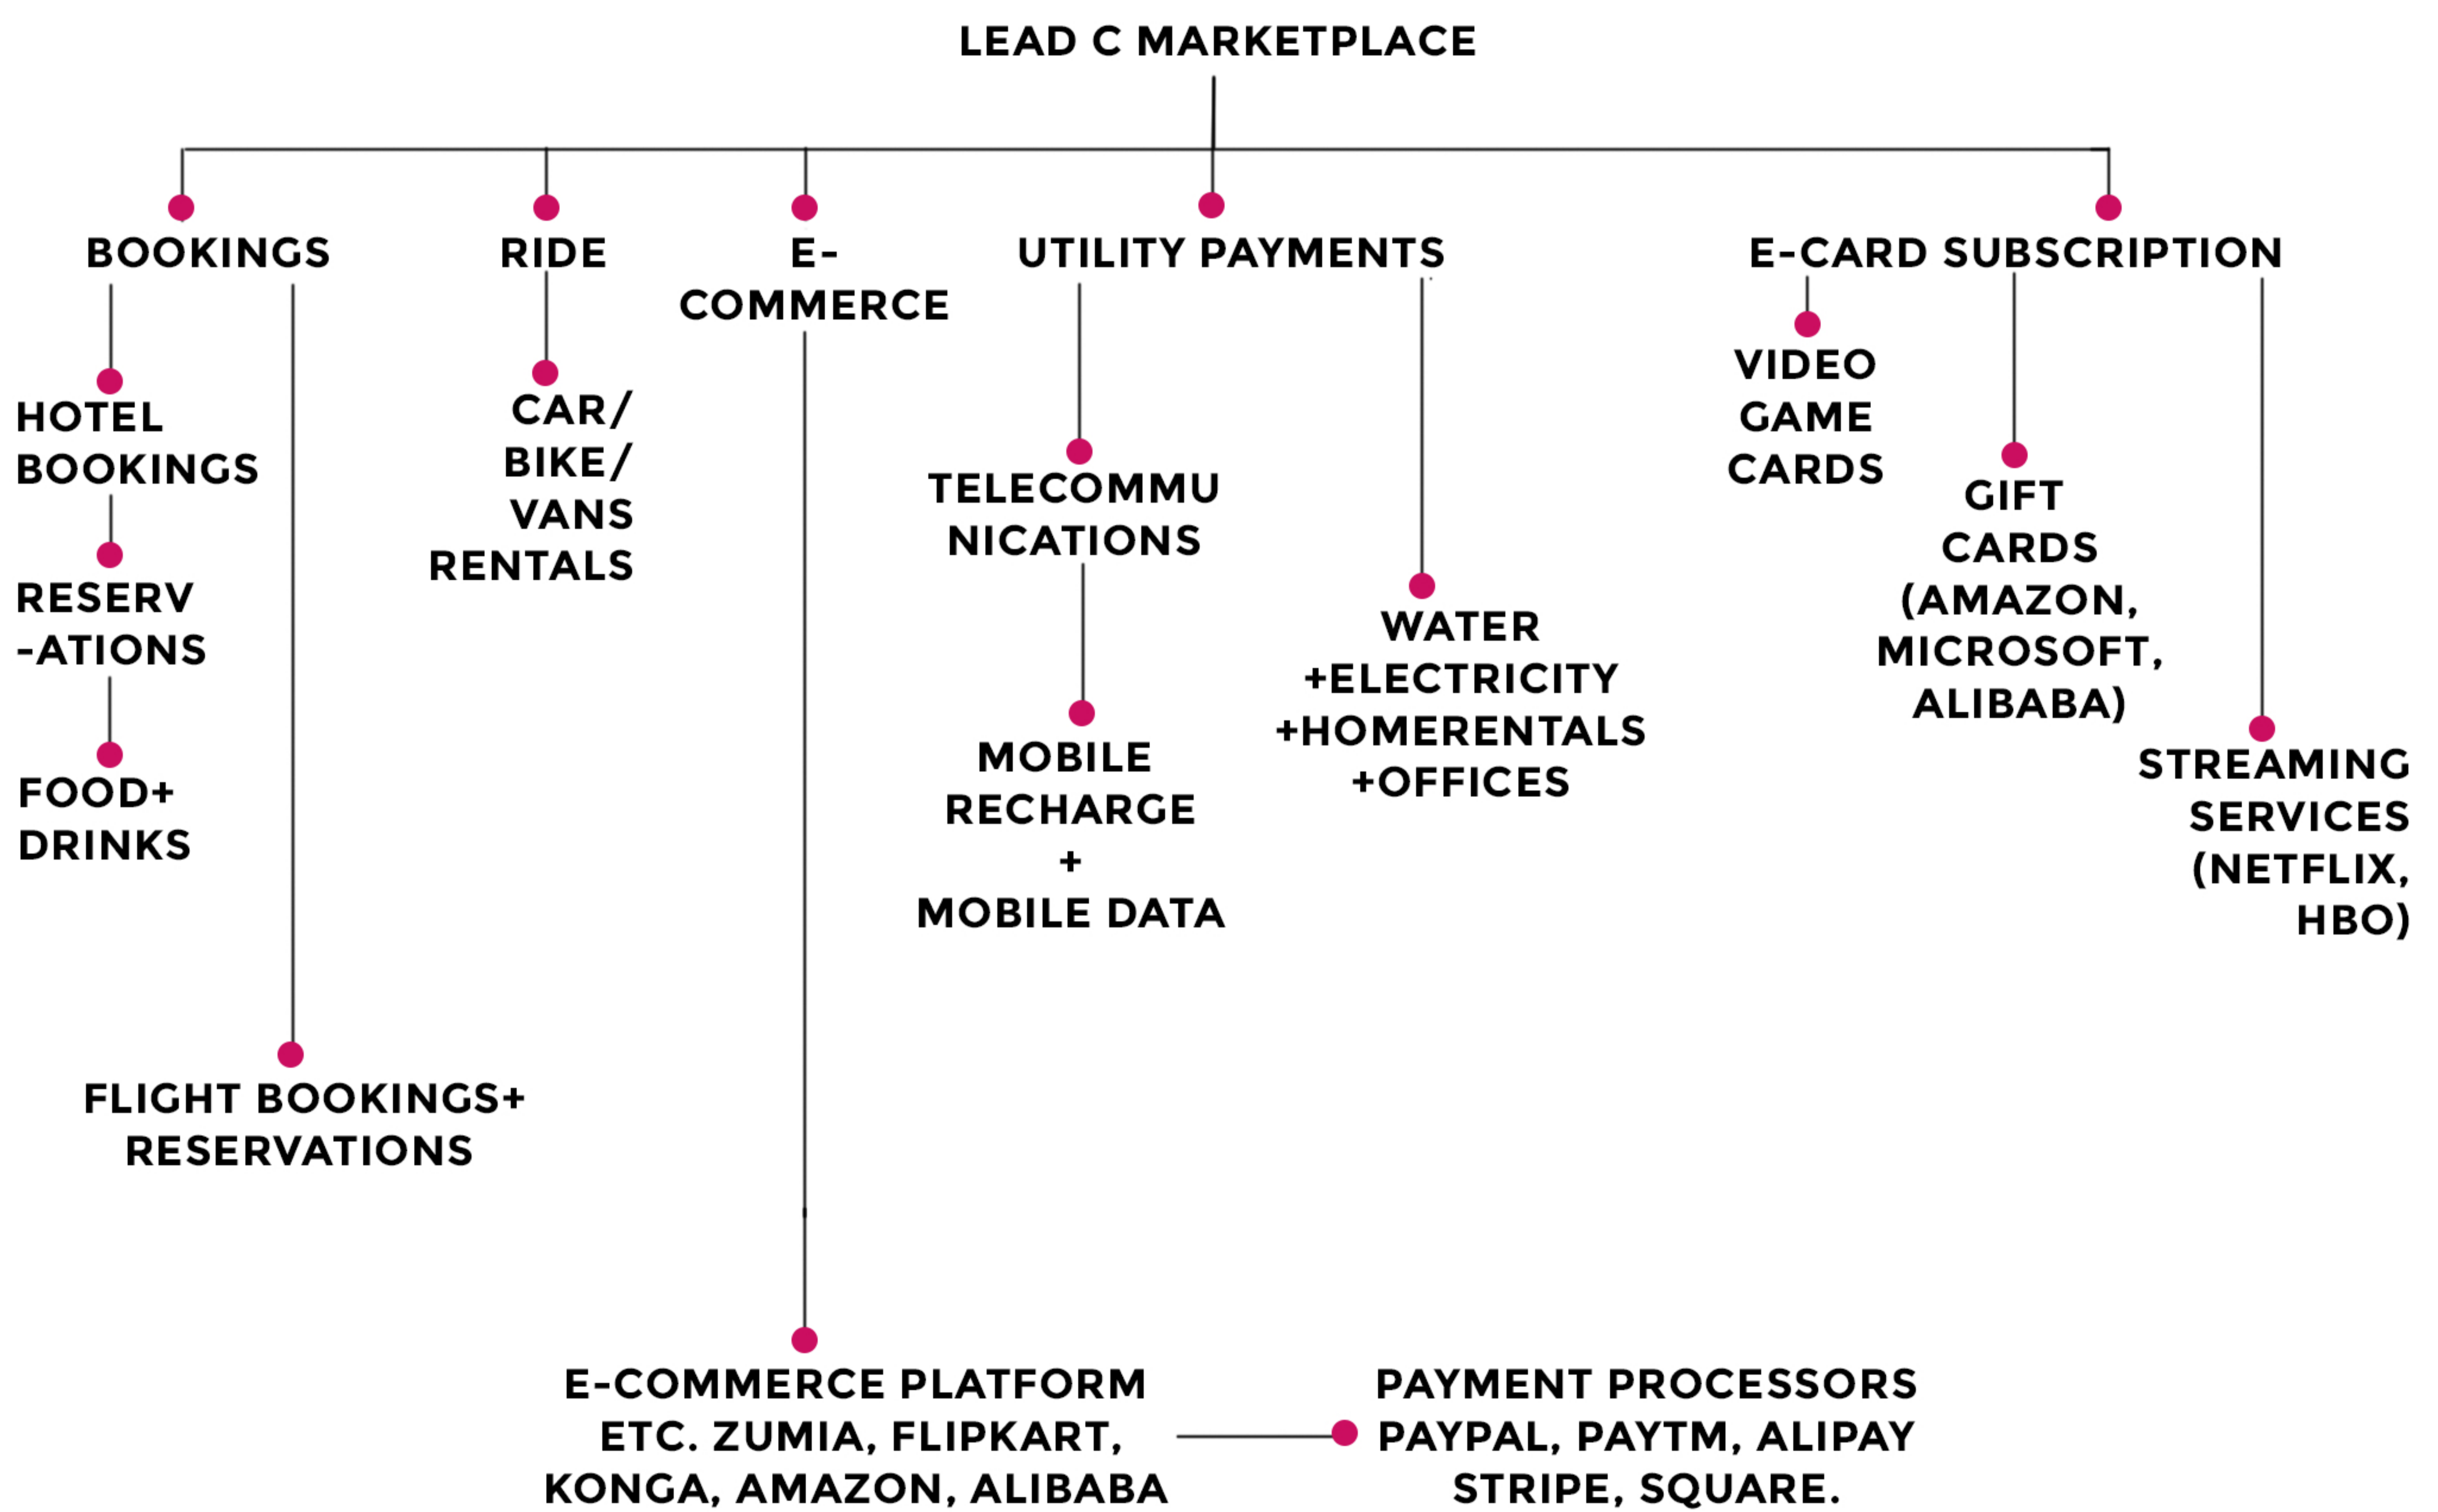 LEAD C MARKETPLACE
BOOKINGS
HOTEL
BOOKINGS
RESERV
-ATIONS
FOOD+
DRINKS
FLIGHT BOOKINGS+
RESERVATIONS
RIDE
CAR/
BIKE/
VANS
RENTALS
E-
COMMERCE
E-COMMERCE PLATFORM
ETC. ZUMIA, FLIPKART,
KONGA, AMAZON, ALIBABA
PAYMENT PROCESSORS
PAYPAL, PAYTM, ALIPAY
STRIPE, SQUARE.
UTILITY PAYMENTS
TELECOMMU
NICATIONS
MOBILE
RECHARGE
+
MOBILE DATA
WATER
+ELECTRICITY
+HOMERENTALS
+OFFICES
E-CARD SUBSCRIPTION
VIDEO
GAME
CARDS
GIFT
CARDS
(AMAZON,
MICROSOFT,
ALIBABA)
STREAMING
SERVICES
(NETFLIX,
HBO)